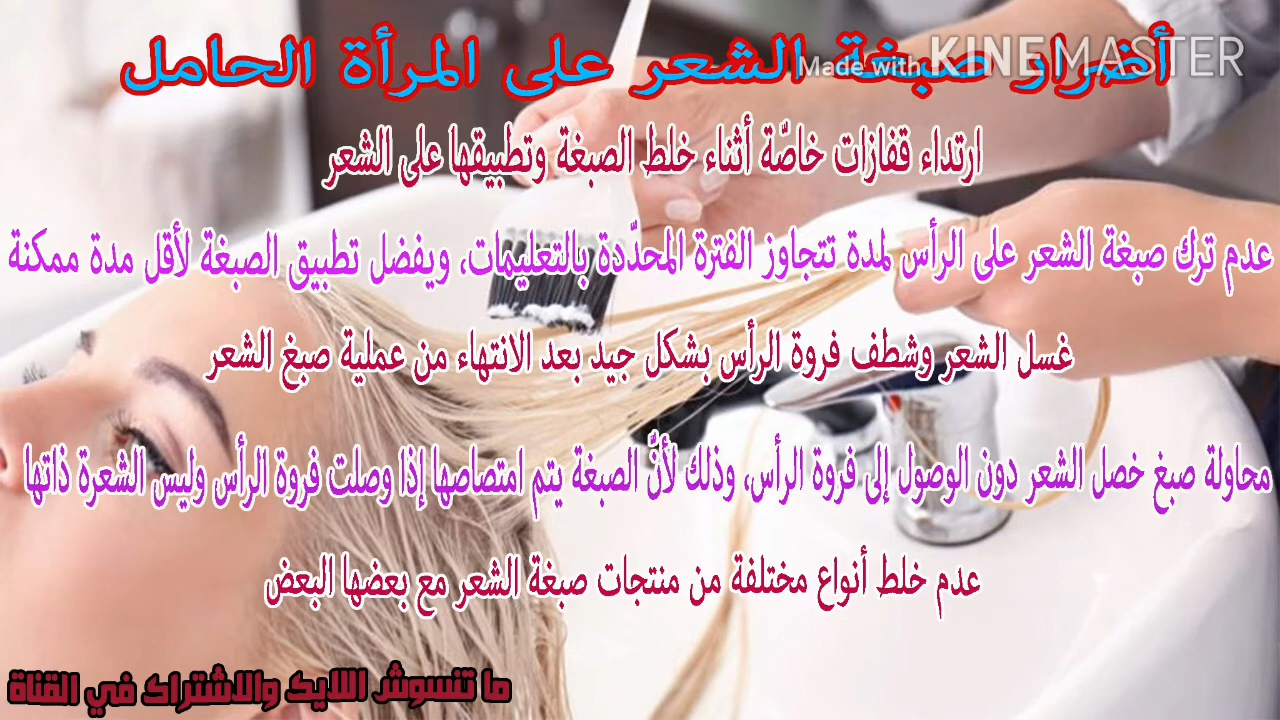 أضرار صبغة الشعر على المرأة الحامل
Made with KINEMASTER
ارتداء قفازات خاصّة أثناء خلط الصبغة وتطبيقها على الشعر
عدم ترك صبغة الشعر على الرأس لمدة تتجاوز الفترة المحدّدة بالتعليمات، ويفضل تطبيق الصبغة لأقل مدة ممكنة
غسل الشعر وشطف فروة الرأس بشكل جيد بعد الانتهاء من عملية صبغ الشعر
محاولة صبغ خصل الشعر دون الوصول إلى فروة الرأس، وذلك لأنّ الصبغة يتم امتصاصها إذا وصلت فروة الرأس وليس الشعرة ذاتها
عدم خلط أنواع مختلفة من منتجات صبغة الشعر مع بعضها البعض
ما تنسوش اللايك والاشتراك في القناة